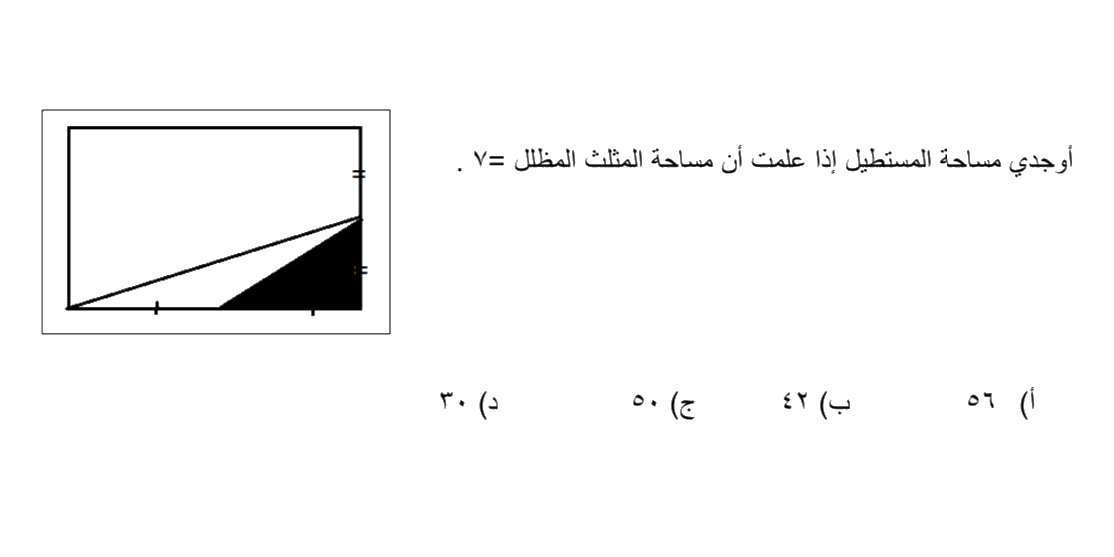 أوجدي مساحة المستطيل إذا علمت أن مساحة المثلث المظلل =٧ .
أ) ٥٦ ب) ٤٢ ج) ٥٠ د) ٣٠